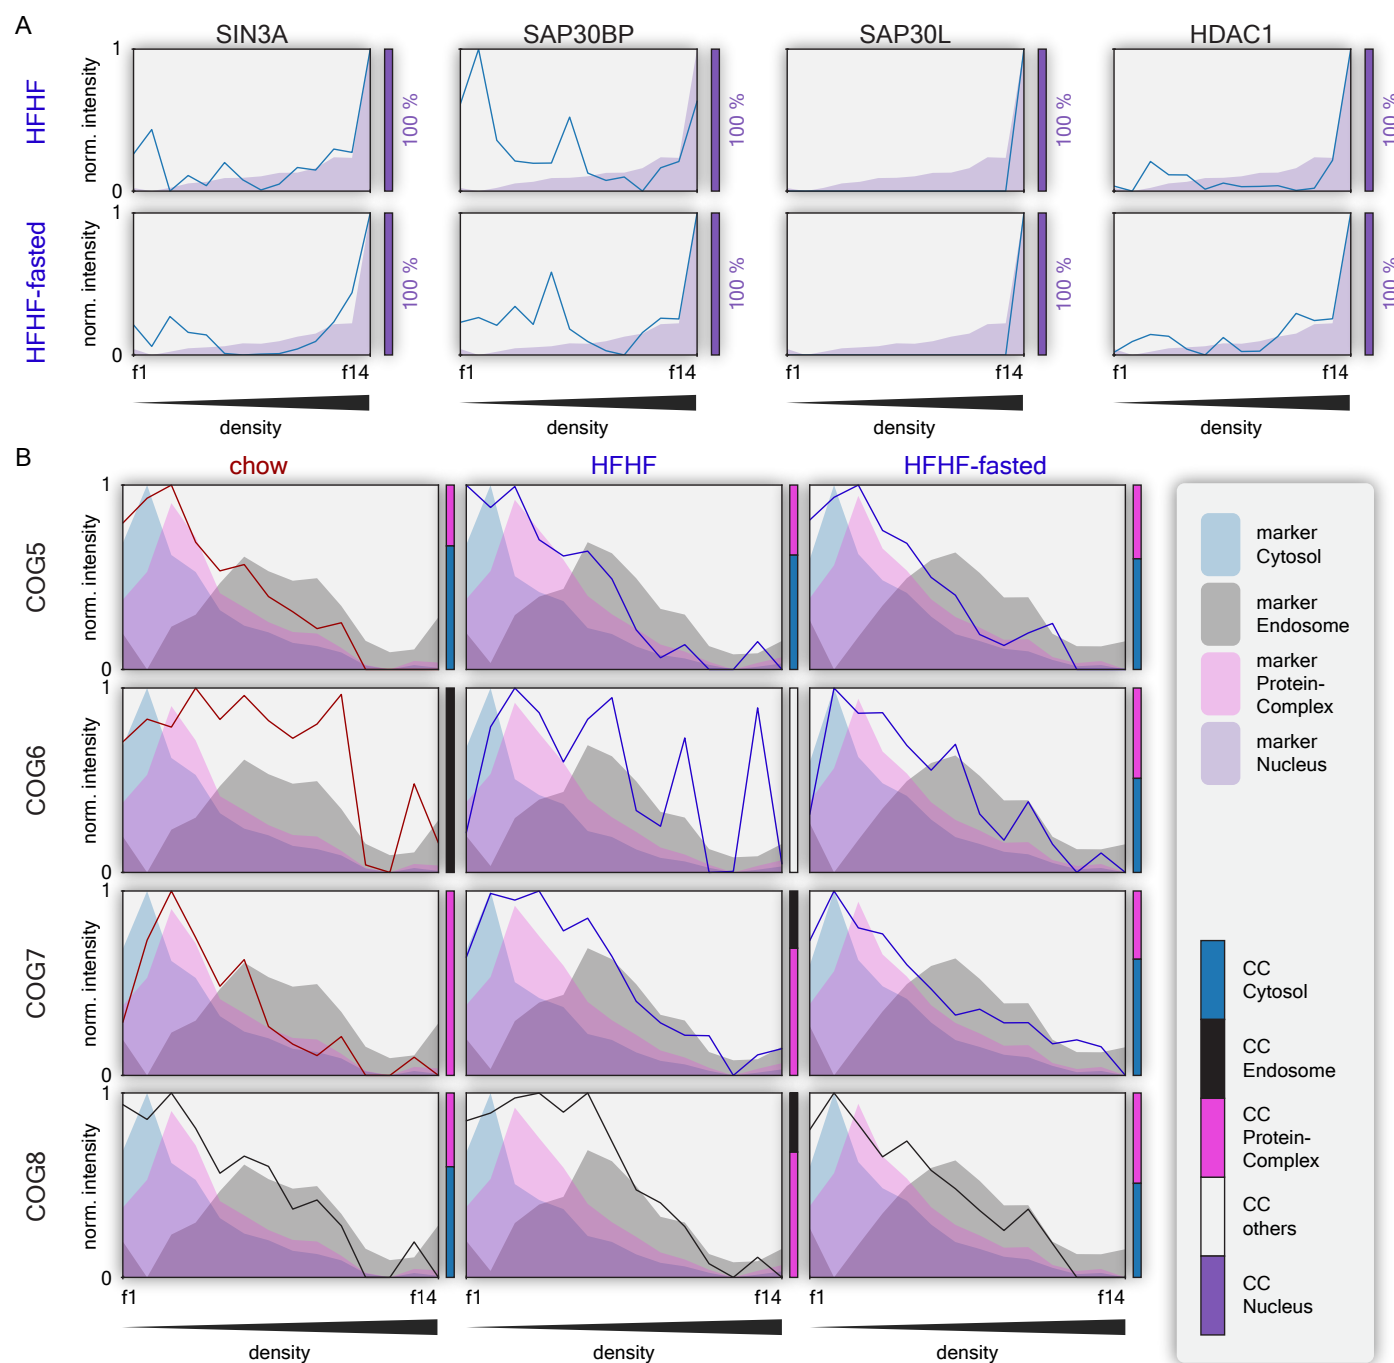 A
SIN3A
SAP30BP
SAP30L
HDAC1
HFHF
norm. intensity
1
0
100 %
100 %
100 %
100 %
HFHF-fasted
norm. intensity
1
0
100 %
100 %
100 %
100 %
f1
f14
f1
f14
f1
f14
f1
f14
density
density
density
density
B
chow
HFHF
HFHF-fasted
COG5
norm. intensity
1
0
COG6
norm. intensity
1
0
COG7
norm. intensity
1
0
COG8
norm. intensity
1
0
f1
f14
f1
f14
f1
f14
density
density
density
marker
Cytosol
marker
Endosome
marker
Protein-
Complex
marker
Nucleus
CC
Cytosol
CC
Endosome
CC
Protein-
Complex
CC
others
CC
Nucleus